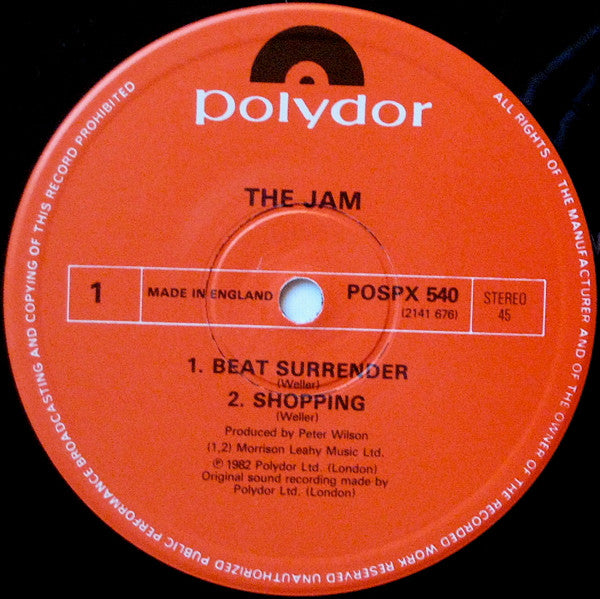 polydor
THE JAM
1
MADE IN ENGLAND
POSPX 540
(2141 676)
STEREO
45
1. BEAT SURRENDER
(Weller)
2. SHOPPING
(Weller)
Produced by Peter Wilson
(1,2) Morrison Leahy Music Ltd.
℗ 1982 Polydor Ltd. (London)
Original sound recording made by
Polydor Ltd. (London)
ALL RIGHTS OF THE MANUFACTURER AND OF THE OWNER OF THE RECORDED WORK RESERVED UNAUTHORIZED PUBLIC PERFORMANCE BROADCASTING AND COPYING OF THIS RECORD PROHIBITED